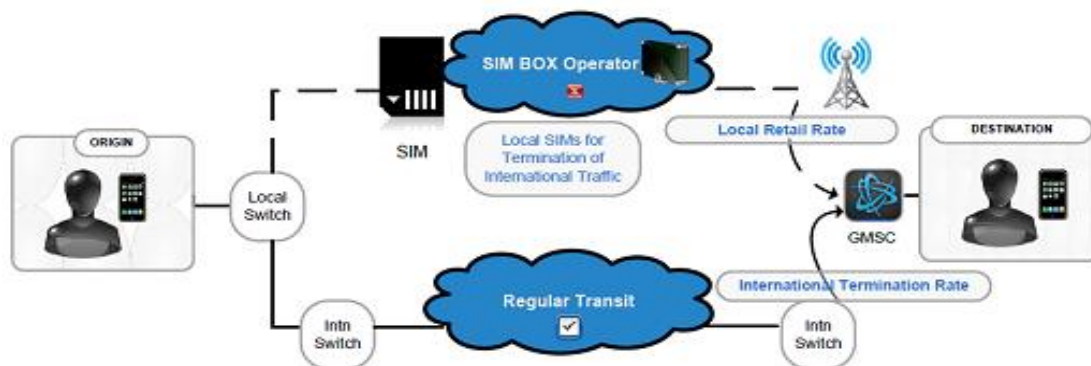 SIM BOX Operator
ORIGIN
SIM
Local SIMs for
Termination of
International Traffic
Local Retail Rate
DESTINATION
Local
Switch
GMSC
Regular Transit
International Termination Rate
Intn
Switch
Intn
Switch